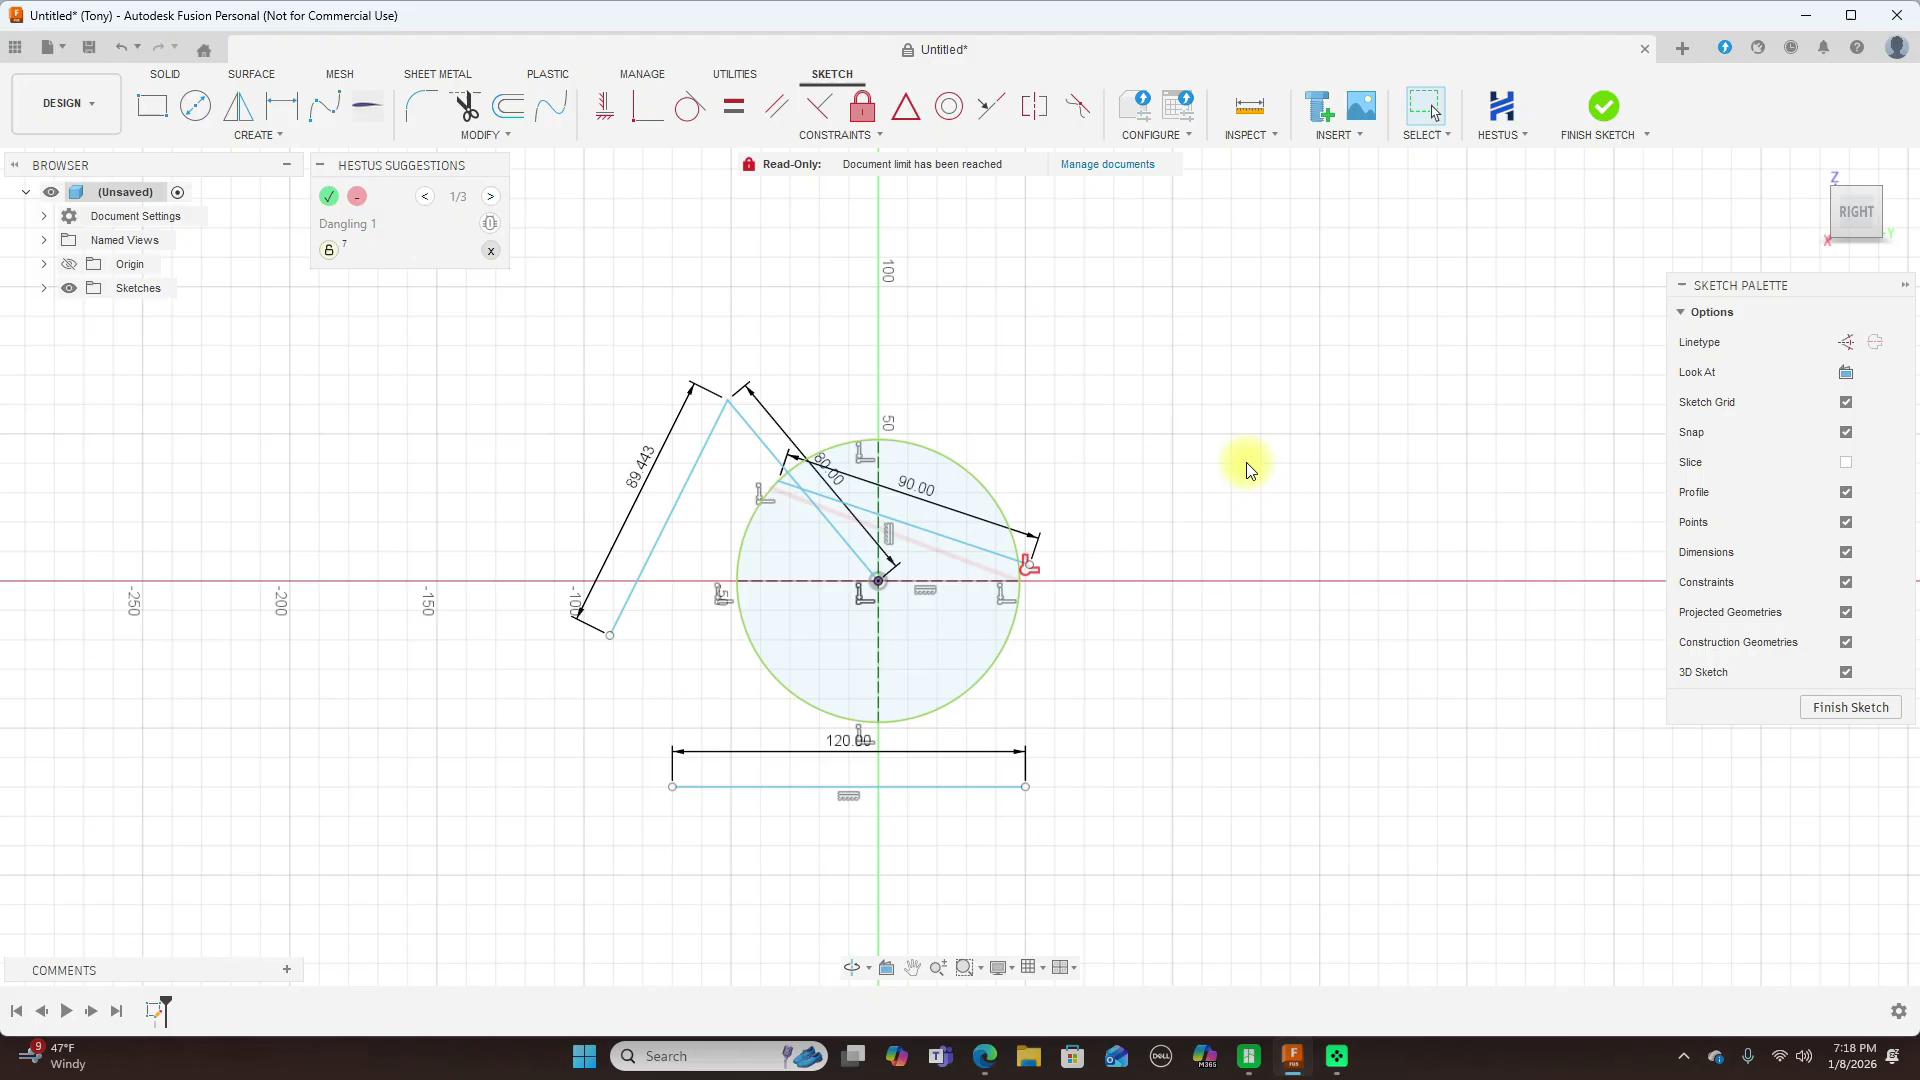 Untitled* (Tony) - Autodesk Fusion Personal (Not for Commercial Use)
Untitled*
DESIGN
SOLID SURFACE MESH SHEET METAL PLASTIC MANAGE UTILITIES SKETCH
CREATE MODIFY CONSTRAINTS CONFIGURE INSPECT INSERT SELECT HESTUS FINISH SKETCH
BROWSER
(Unsaved)
Document Settings
Named Views
Origin
Sketches
HESTUS SUGGESTIONS
1/3
Dangling 1
7
x
Read-Only: Document limit has been reached Manage documents
Z
RIGHT
X
Y
SKETCH PALETTE
Options
Linetype
Look At
Sketch Grid
Snap
Slice
Profile
Points
Dimensions
Constraints
Projected Geometries
Construction Geometries
3D Sketch
Finish Sketch
100
50
89.443
80.00
90.00
-250
-200
-150
-100
120.00
COMMENTS
9
47°F
Windy
Search
DELL
M365
FUS
7:18 PM
1/8/2026